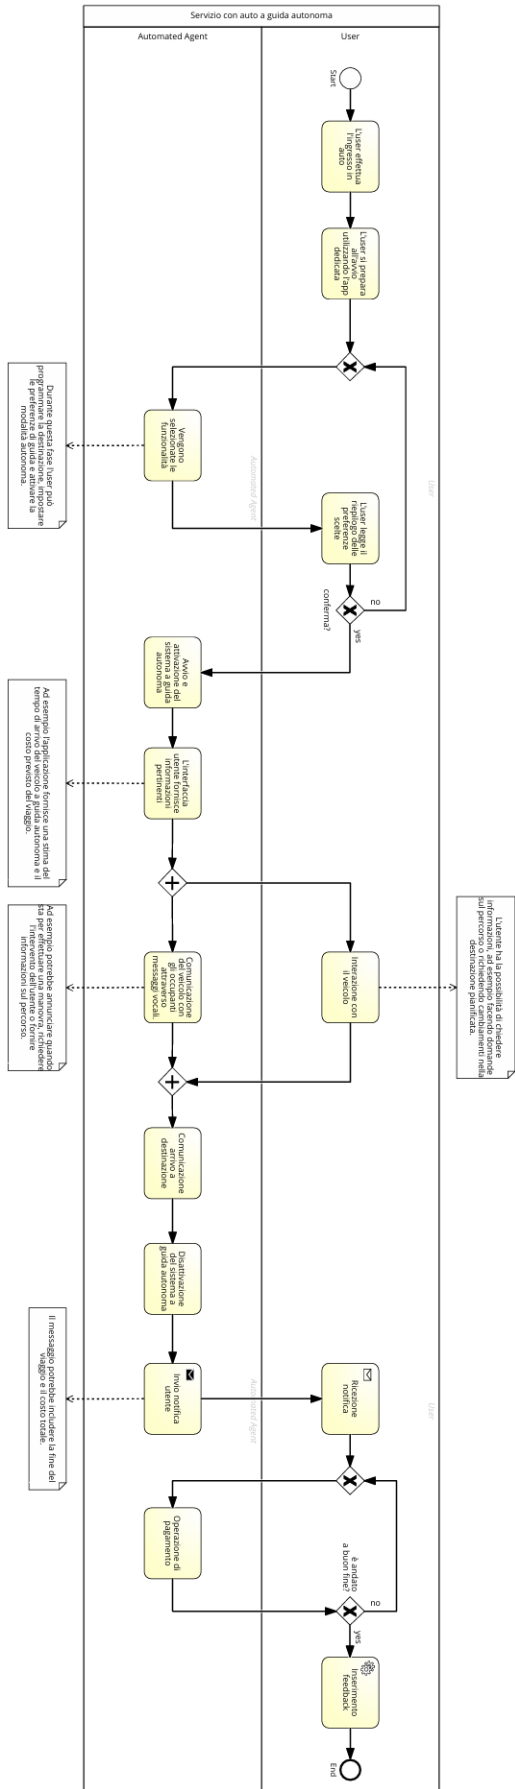 Servizio con auto a guida autonoma
Automated Agent
User
Start
L'user effettua
l'ingresso in
auto
L'user si prepara
all'avvio
utilizzando l'app
dedicata
Vengono
selezionate le
funzionalità
Durante questa fase l'user può
programmare la destinazione, impostare
le preferenze di guida e attivare la
modalità autonoma.
Automated Agent
User
L'user legge il
riepilogo delle
preferenze
scelte
conferma?
no
yes
Avvio e
attivazione del
sistema a guida
autonoma
L'interfaccia
utente fornisce
informazioni
pertinenti
Ad esempio l'applicazione fornisce una stima del
tempo di arrivo del veicolo a guida autonoma e il
costo previsto del viaggio.
Interazione con
il veicolo
L'utente ha la possibilità di chiedere
informazioni, ad esempio facendo domande
sul percorso o richiedendo cambiamenti nella
destinazione pianificata.
Comunicazione
del veicolo con
gli occupanti
attraverso
messaggi vocali.
Ad esempio potrebbe annunciare quando
sta per effettuare una manovra, richiedere
l'intervento dell'utente o fornire
informazioni sul percorso.
Comunicazione
arrivo a
destinazione
Disattivazione
del sistema a
guida autonoma
Invio notifica
utente
Il messaggio potrebbe includere la fine del
viaggio e il costo totale.
Automated Agent
User
Ricezione
notifica
Operazione di
pagamento
è andato
a buon fine?
no
yes
Inserimento
feedback
End